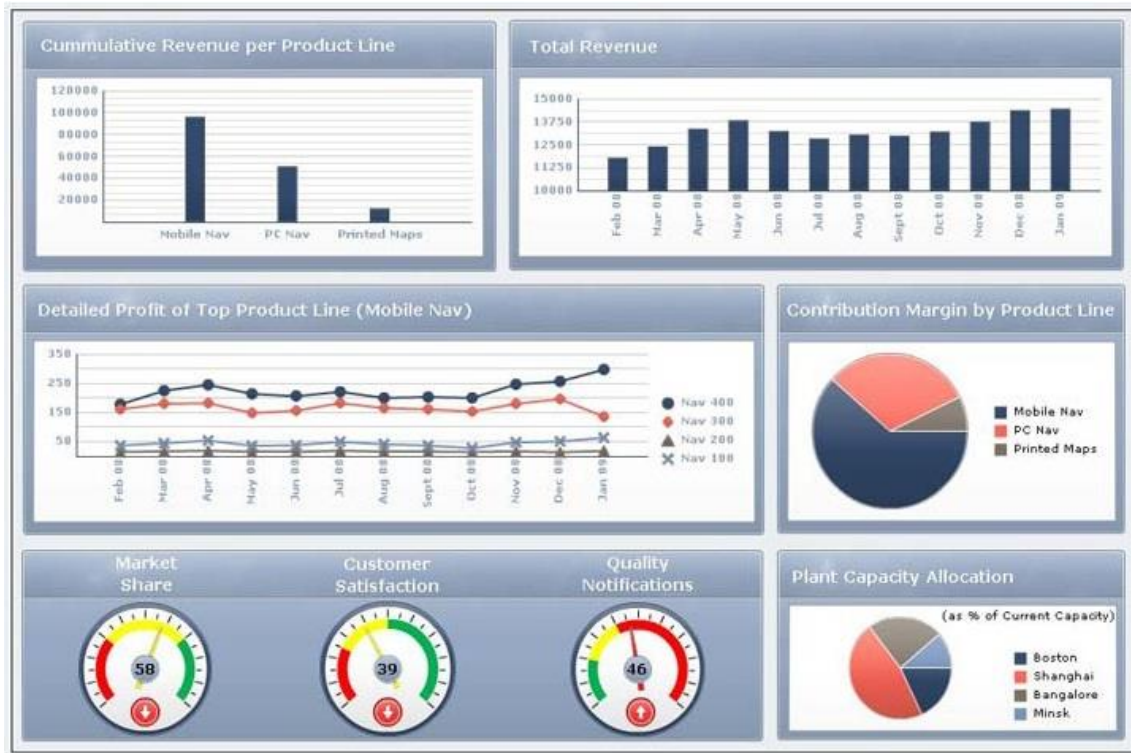 Cummulative Revenue per Product Line
120000
100000
80000
60000
40000
20000
Mobile Nav
PC Nav
Printed Maps
Total Revenue
15000
13750
12500
11250
10000
Feb 08
Mar 08
Apr 08
May 08
Jun 08
Jul 08
Aug 08
Sept 08
Oct 08
Nov 08
Dec 08
Jan 09
Detailed Profit of Top Product Line (Mobile Nav)
350
250
150
50
Feb 08
Mar 08
Apr 08
May 08
Jun 08
Jul 08
Aug 08
Sept 08
Oct 08
Nov 08
Dec 08
Jan 09
Nav 400
Nav 300
Nav 200
Nav 100
Contribution Margin by Product Line
Mobile Nav
PC Nav
Printed Maps
Market
Share
58
Customer
Satisfaction
39
Quality
Notifications
46
Plant Capacity Allocation
(as % of Current Capacity)
Boston
Shanghai
Bangalore
Minsk